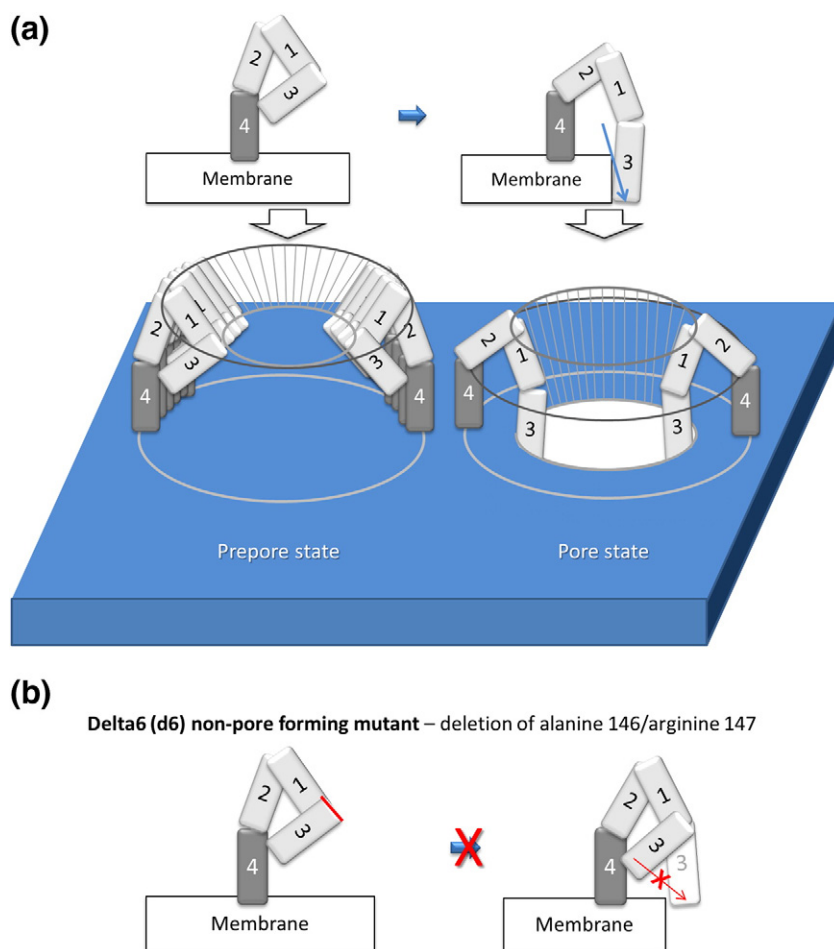 (a)
2 1 3 4
Membrane
2 1 3 4
Membrane
2 1 3 4 1 3 2 4
2 1 3 4 1 3 2 4
Prepore state
Pore state
(b)
Delta6 (d6) non-pore forming mutant – deletion of alanine 146/arginine 147
2 1 3 4
Membrane
2 1 3 4 3
Membrane